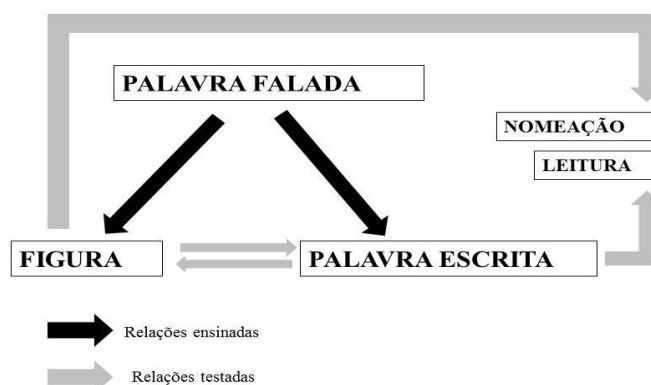 PALAVRA FALADA
NOMEAÇÃO
LEITURA
FIGURA
PALAVRA ESCRITA
Relações ensinadas
Relações testadas